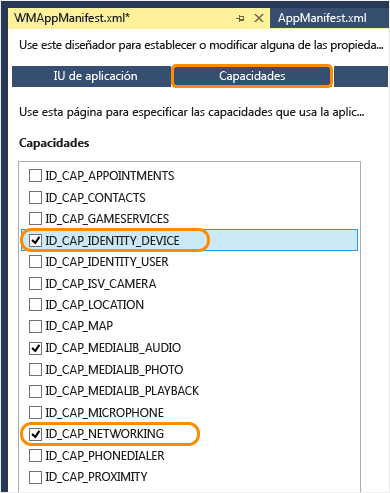 WMAppManifest.xml*
AppManifest.xml
Use este diseñador para establecer o modificar alguna de las propieda...
IU de aplicación
Capacidades
Use esta página para especificar las capacidades que usa la aplic...
Capacidades
ID_CAP_APPOINTMENTS
ID_CAP_CONTACTS
ID_CAP_GAMESERVICES
ID_CAP_IDENTITY_DEVICE
ID_CAP_IDENTITY_USER
ID_CAP_ISV_CAMERA
ID_CAP_LOCATION
ID_CAP_MAP
ID_CAP_MEDIALIB_AUDIO
ID_CAP_MEDIALIB_PHOTO
ID_CAP_MEDIALIB_PLAYBACK
ID_CAP_MICROPHONE
ID_CAP_NETWORKING
ID_CAP_PHONEDIALER
ID_CAP_PROXIMITY